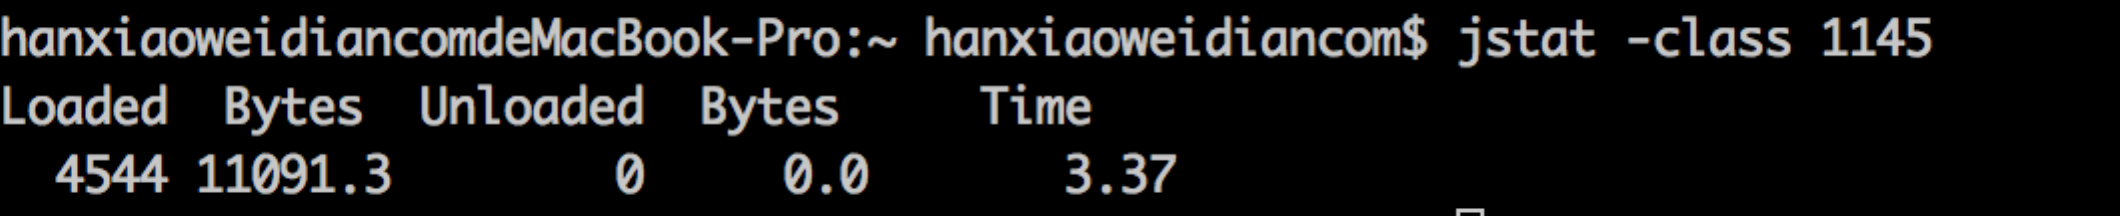 hanxiaoweidiancomdeMacBook-Pro:~ hanxiaoweidiancom$ jstat -class 1145
Loaded  Bytes  Unloaded  Bytes     Time
  4544 11091.3        0     0.0       3.37